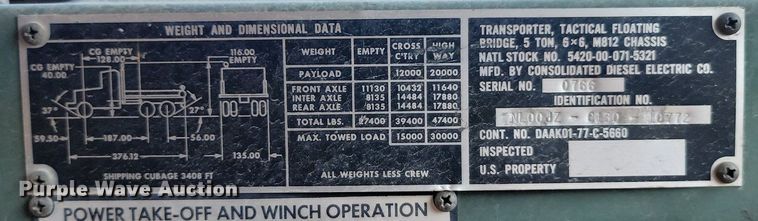 WEIGHT AND DIMENSIONAL DATA
CG EMPTY
128.00
116.00
EMPTY
CG EMPTY
40.00
37°
27°
59.50
187.00
56.00
376.12
135.00
SHIPPING CUBAGE 3408 FT
WEIGHT EMPTY CROSS C'TRY HIGH WAY
PAYLOAD 12000 20000
FRONT AXLE 11130 10432 11640
INTER AXLE 8135 14484 17880
REAR AXLE 8135 14484 17880
TOTAL LBS. 27400 39400 47400
MAX. TOWED LOAD 15000 30000
ALL WEIGHTS LESS CREW
TRANSPORTER, TACTICAL FLOATING
BRIDGE, 5 TON, 6×6, M812 CHASSIS
NATL STOCK NO. 5420-00-071-5321
MFD. BY CONSOLIDATED DIESEL ELECTRIC CO.
SERIAL NO. 0766
IDENTIFICATION NO.
CONT. NO. DAAK01-77-C-5660
INSPECTED
U.S. PROPERTY
Purple Wave Auction
POWER TAKE-OFF AND WINCH OPERATION